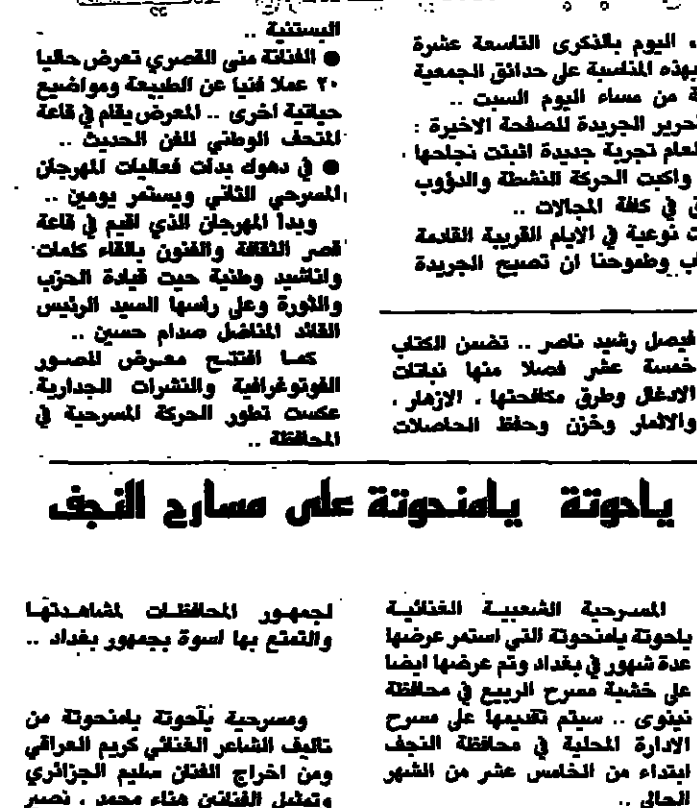 ، اليوم بالذكرى التاسعة عشرة
بهذه المناسبة على حدائق الجمعية
ة من مساء اليوم السبت ..
تحرير الجريدة للصفحة الاخيرة :
لعام تجربة جديدة اثبتت نجاحها .
واكبت الحركة النشطة والدؤوب
ق في كافة المجالات ..
ت نوعية في الايام القريبة القادمة
اب وطموحنا ان تصبح الجريدة
فيصل رشيد ناصر .. تضمن الكتاب
خمسة عشر فصلا منها نباتات
الادغال وطرق مكافحتها . الازهار .
والاثمار وخزن وحفظ الحاصلات
البستنية ..
● الفنانة منى القصري تعرض حاليا
٢٠ عملا فنيا عن الطبيعة ومواضيع
حياتية اخرى .. المعرض يقام في قاعة
المتحف الوطني للفن الحديث ..
● في دهوك بدات فعاليات المهرجان
المسرحي الثاني ويستمر يومين ..
وبدا المهرجان الذي اقيم في قاعة
قصر الثقافة والفنون بالقاء كلمات
واناشيد وطنية حيت قيادة الحزب
والثورة وعلى راسها السيد الرئيس
القائد المناضل صدام حسين ..
كما افتتح معرض للصور
الفوتوغرافية والنشرات الجدارية
عكست تطور الحركة المسرحية في
المحافظة ..
ياحوتة يامنحوتة على مسارح النجف
المسرحية الشعبية الغنائية
ياحوتة يامنحوتة التي استمر عرضها
عدة شهور في بغداد وتم عرضها ايضا
على خشبة مسرح الربيع في محافظة
نينوى .. سيتم تقديمها على مسرح
الادارة المحلية في محافظة النجف
ابتداء من الخامس عشر من الشهر
الحالي ..
لجمهور المحافظات لمشاهدتها
والتمتع بها اسوة بجمهور بغداد ..
ومسرحية ياحوتة يامنحوتة من
تاليف الشاعر الغنائي كريم العراقي
ومن اخراج الفنان سليم الجزائري
وتمثيل الفنانين هناء محمد ، نصير